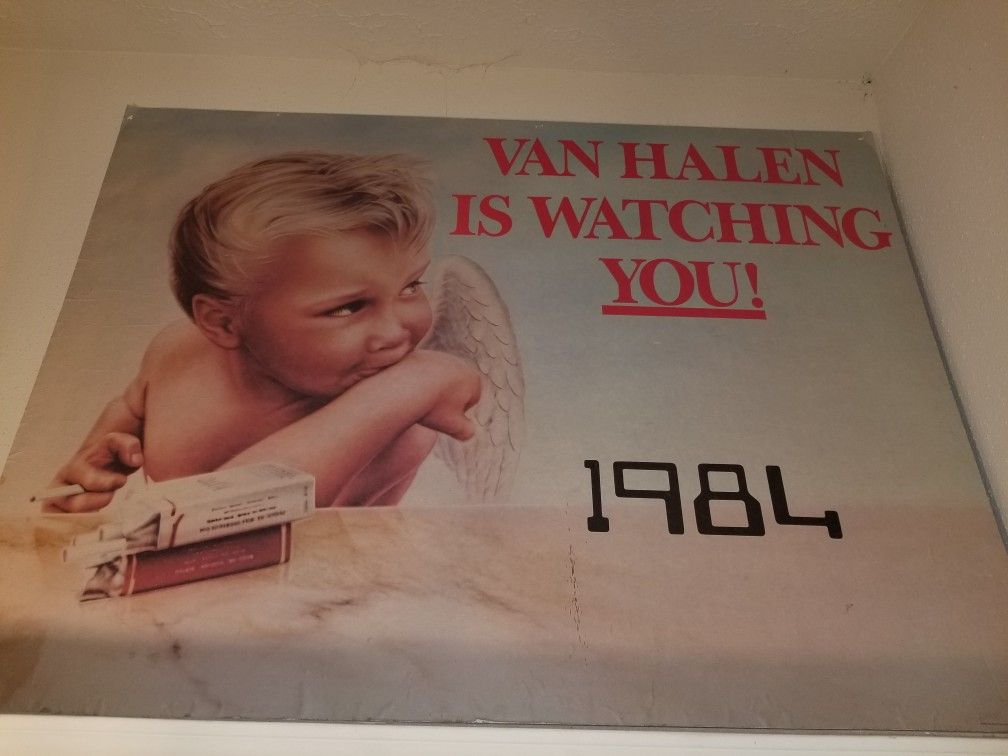 VAN HALEN
IS WATCHING
YOU!
1984